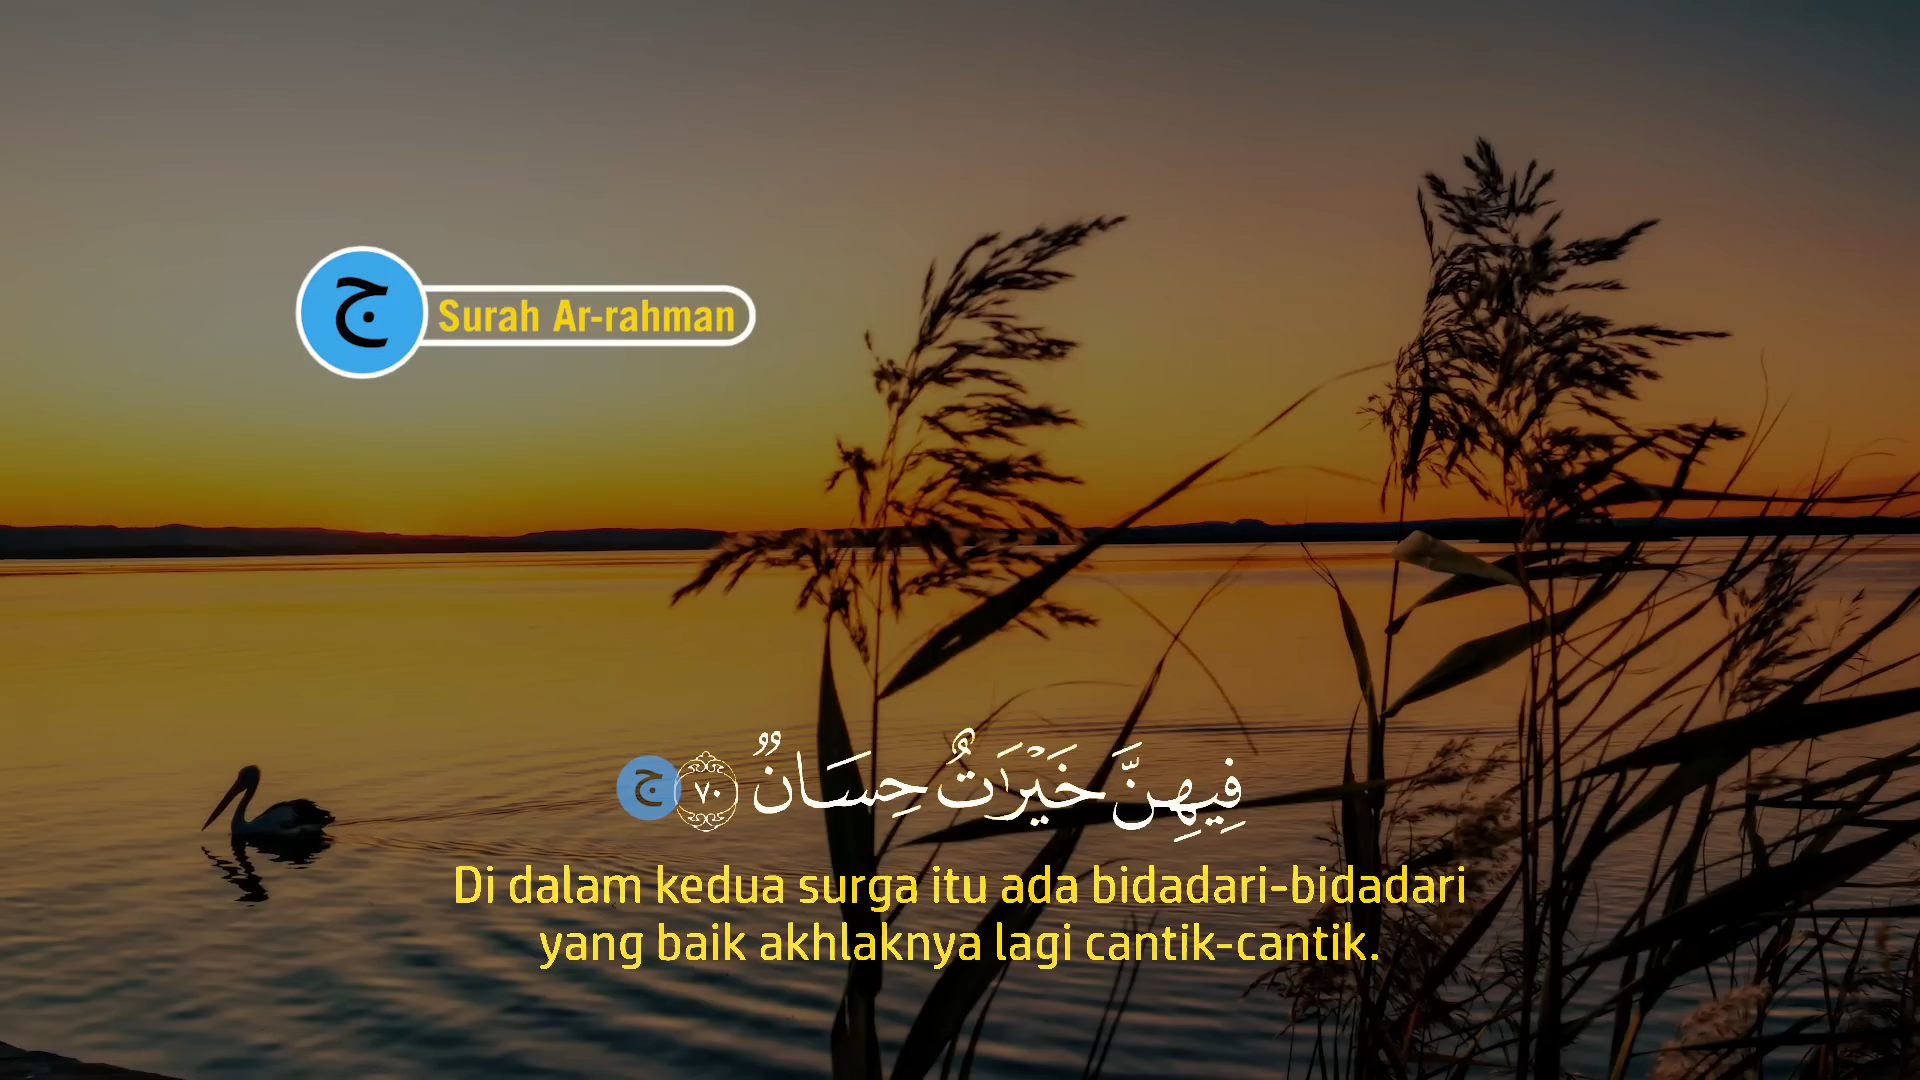 ج
Surah Ar-rahman
فِيهِنَّ خَيْرَٰتٌ حِسَانٌ ٧٠ ج
Di dalam kedua surga itu ada bidadari-bidadari
yang baik akhlaknya lagi cantik-cantik.